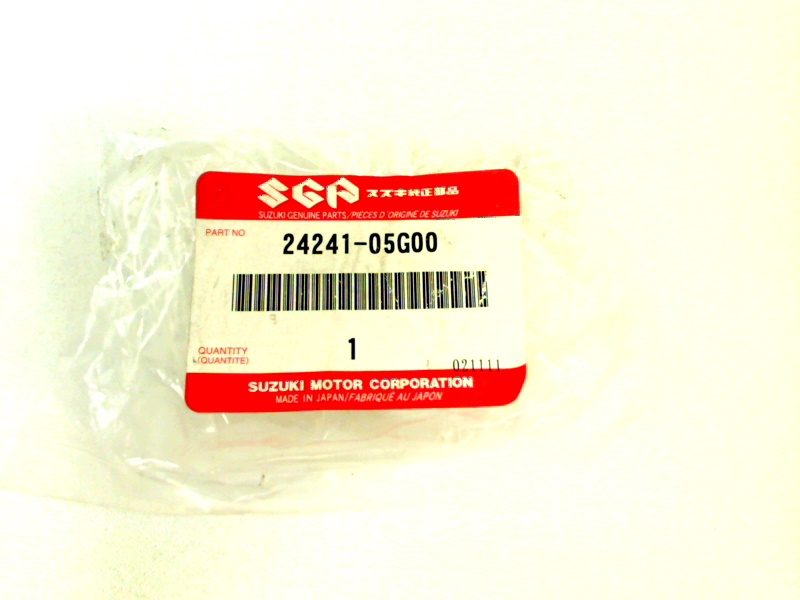 SGP スズキ純正部品
SUZUKI GENUINE PARTS/PIECES D'ORIGINE DE SUZUKI
PART NO 24241-05G00
QUANTITY 1
(QUANTITE) 021111
SUZUKI MOTOR CORPORATION
MADE IN JAPAN/FABRIQUÉ AU JAPON